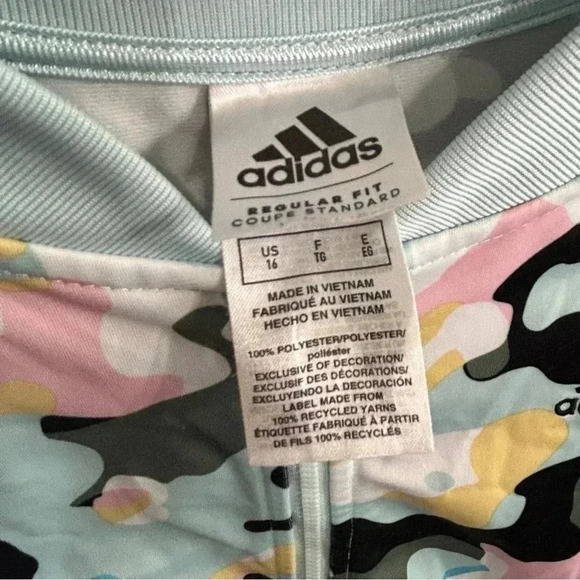 adidas
REGULAR FIT
COUPE STANDARD
US F E
16 TG EG
MADE IN VIETNAM
FABRIQUÉ AU VIETNAM
HECHO EN VIETNAM
100% POLYESTER/POLYESTER/
poliéster
EXCLUSIVE OF DECORATION/
EXCLUSIF DES DÉCORATIONS/
EXCLUYENDO LA DECORACIÓN
LABEL MADE FROM
100% RECYCLED YARNS
ÉTIQUETTE FABRIQUÉ À PARTIR
DE FILS 100% RECYCLÉS